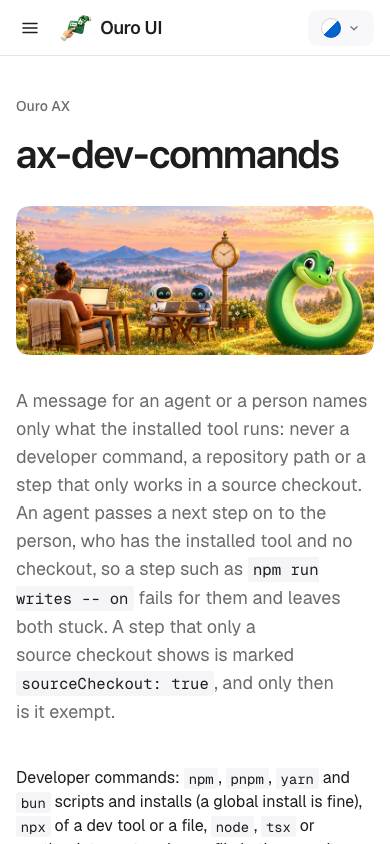 Ouro UI
Ouro AX
ax-dev-commands
A message for an agent or a person names
only what the installed tool runs: never a
developer command, a repository path or a
step that only works in a source checkout.
An agent passes a next step on to the
person, who has the installed tool and no
checkout, so a step such as npm run
writes -- on fails for them and leaves
both stuck. A step that only a
source checkout shows is marked
sourceCheckout: true, and only then
is it exempt.
Developer commands: npm, pnpm, yarn and
bun scripts and installs (a global install is fine),
npx of a dev tool or a file, node, tsx or